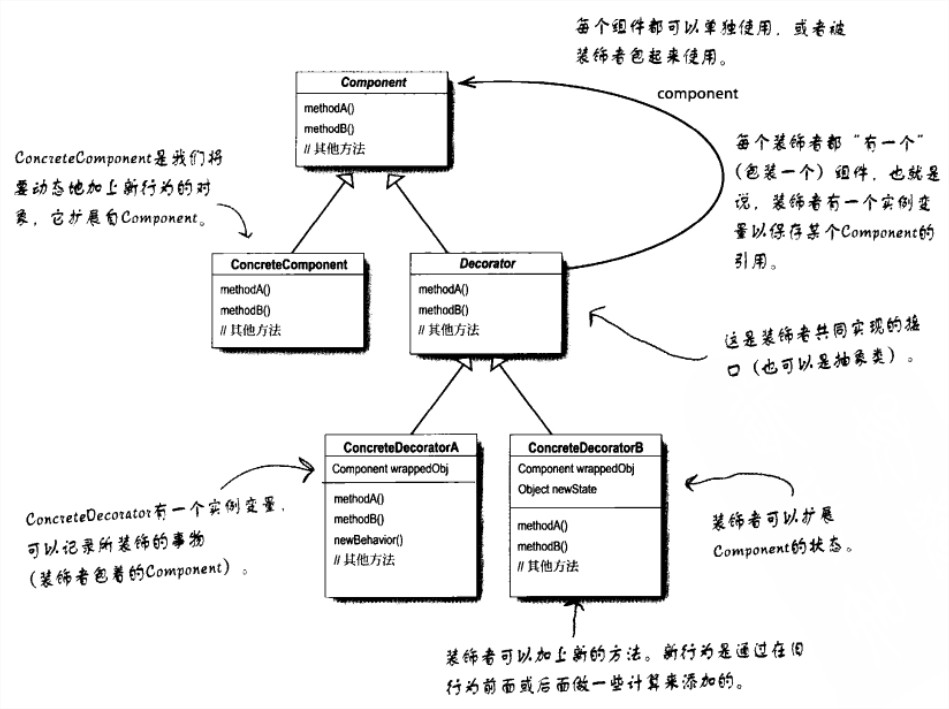 每个组件都可以单独使用，或者被
装饰者包起来使用。
Component
methodA()
methodB()
// 其他方法
component
ConcreteComponent是我们将
要动态地加上新行为的对
象，它扩展自Component。
每个装饰者都“有一个”
(包装一个) 组件，也就是
说，装饰者有一个实例变
量以保存某个Component的
引用。
ConcreteComponent
methodA()
methodB()
// 其他方法
Decorator
methodA()
methodB()
// 其他方法
这是装饰者共同实现的接
口（也可以是抽象类）。
ConcreteDecoratorA
Component wrappedObj
methodA()
methodB()
newBehavior()
// 其他方法
ConcreteDecoratorB
Component wrappedObj
Object newState
methodA()
methodB()
// 其他方法
ConcreteDecorator有一个实例变量，
可以记录所装饰的事物
（装饰者包着的Component）。
装饰者可以扩展
Component的状态。
装饰者可以加上新的方法。新行为是通过在旧
行为前面或后面做一些计算来添加的。